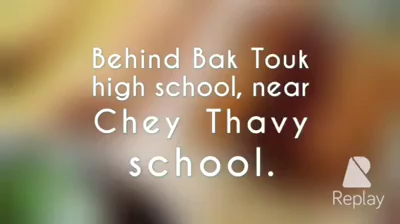 Behind Bak Touk
high school, near
Chey Thavy
school.
Replay